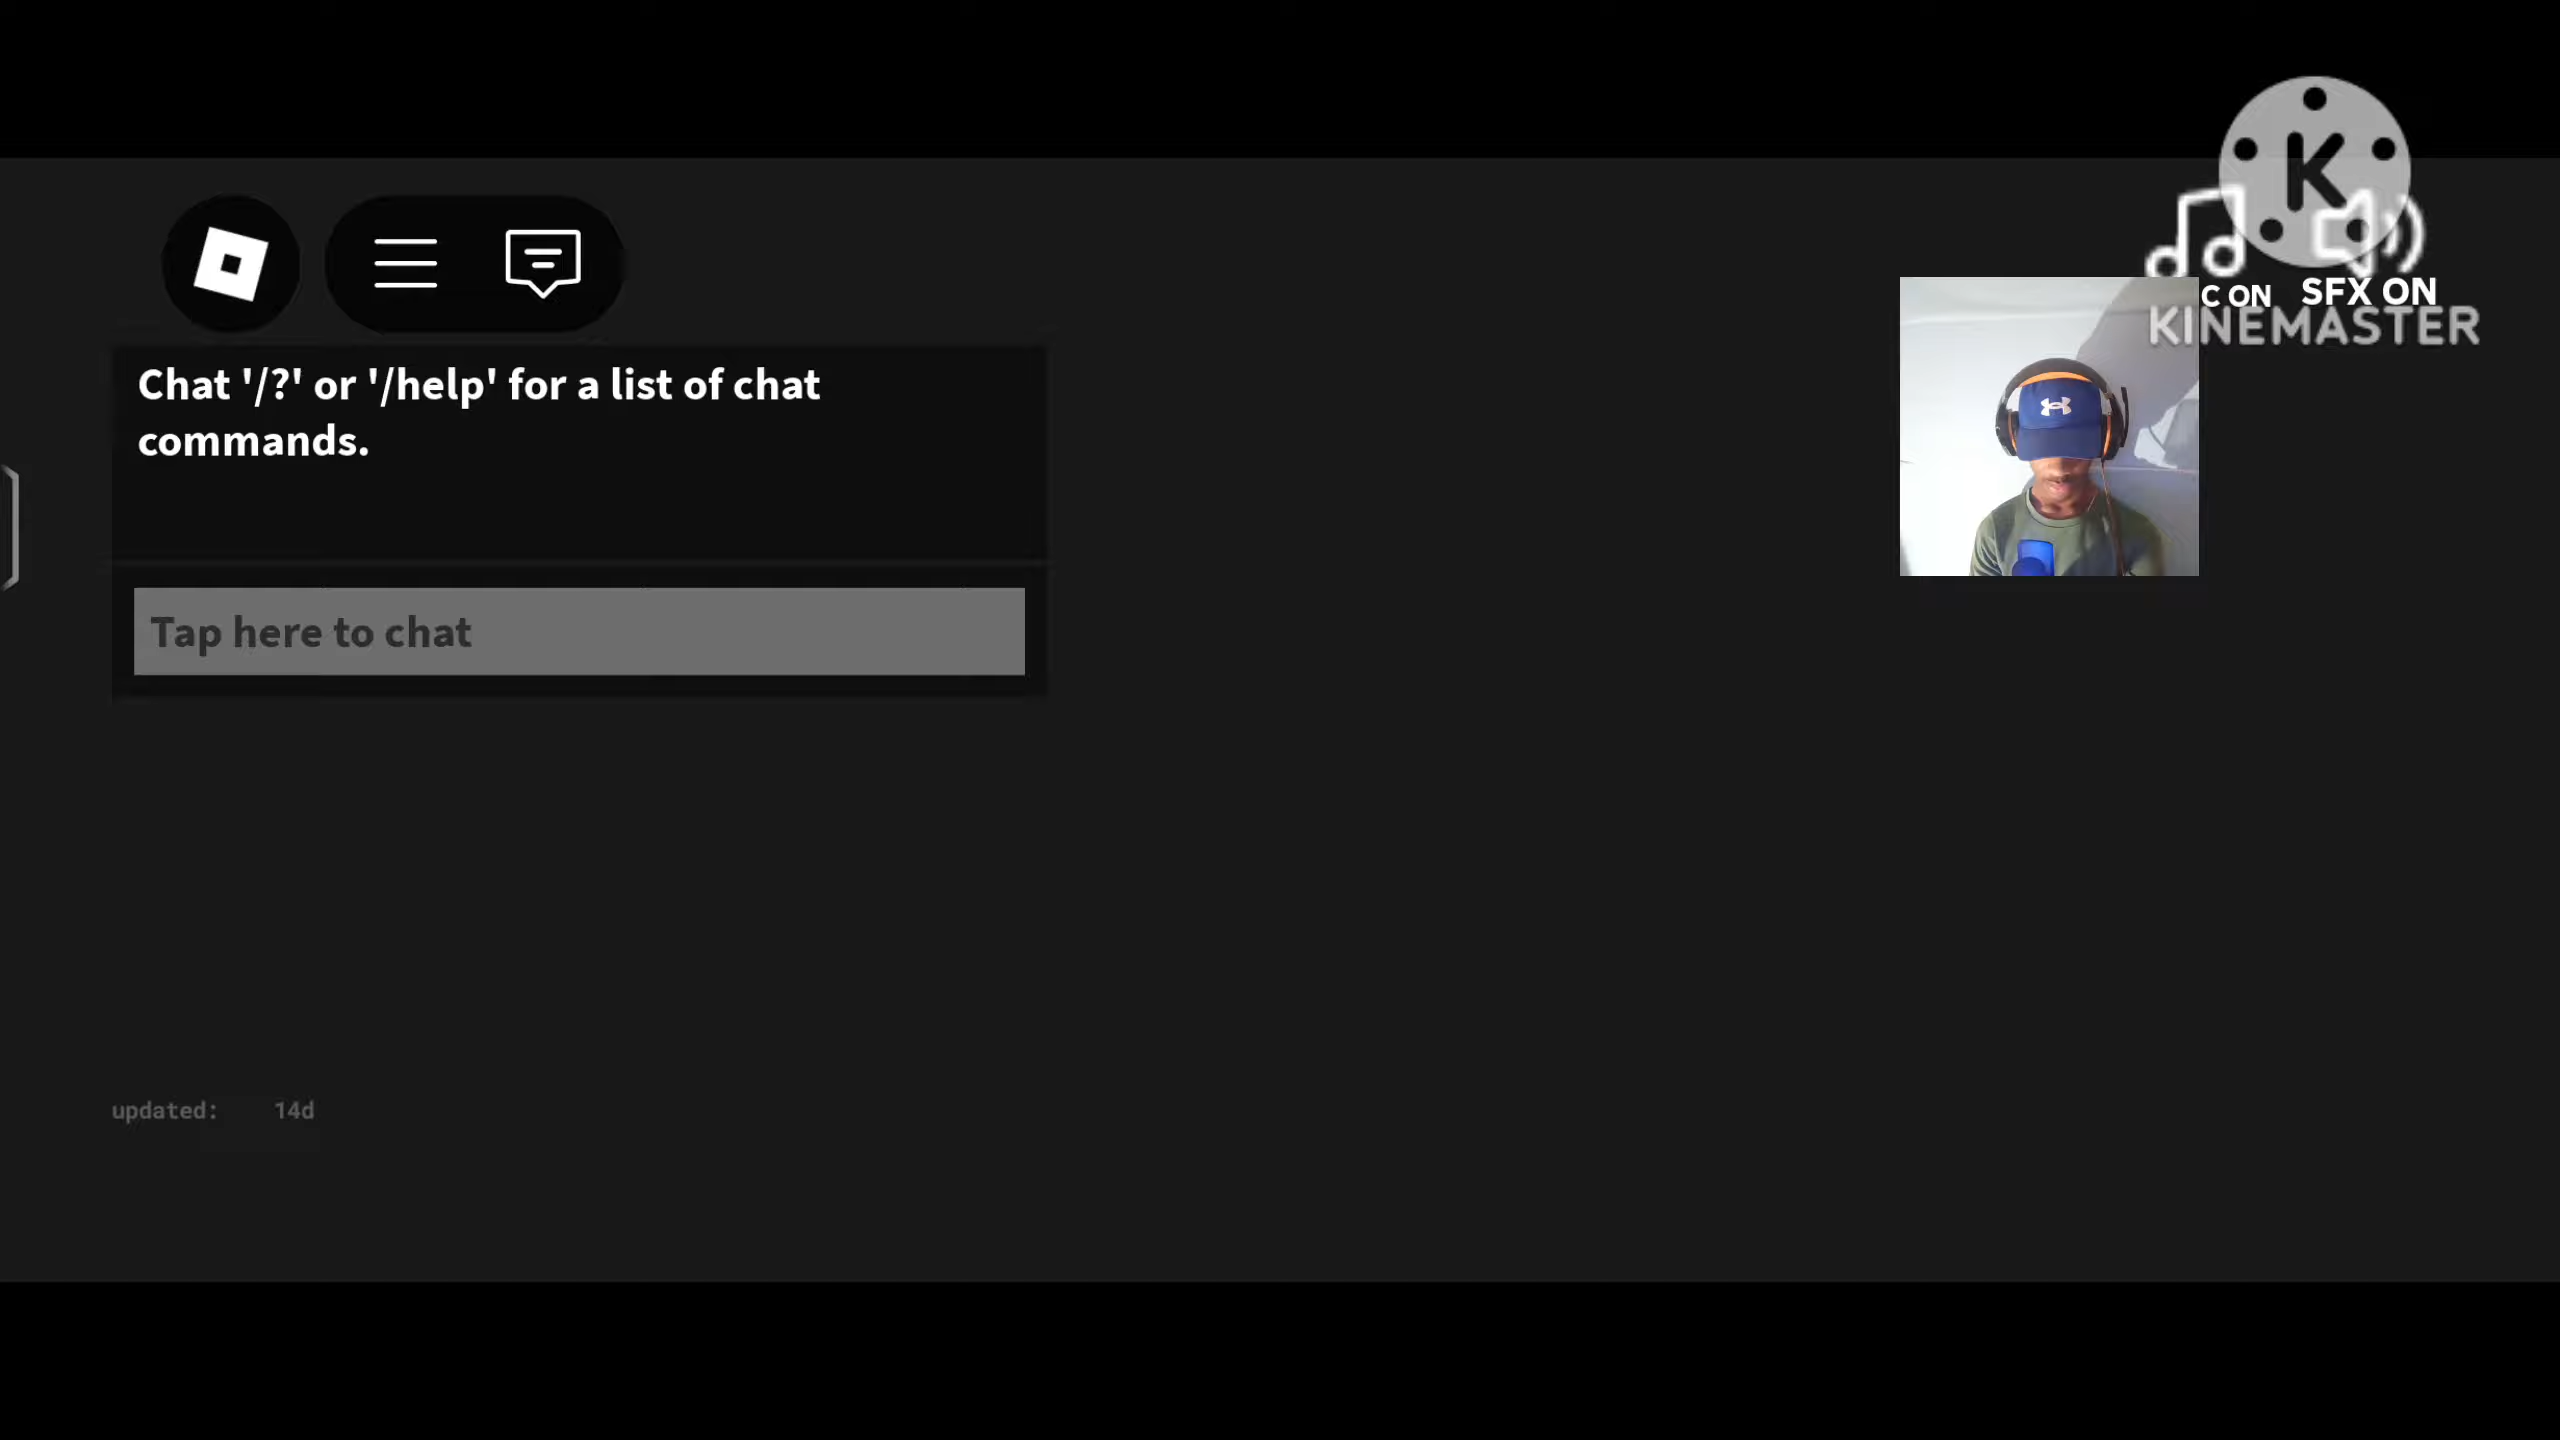 K
C ON SFX ON
KINEMASTER
Chat '/?' or '/help' for a list of chat
commands.
Tap here to chat
updated: 14d